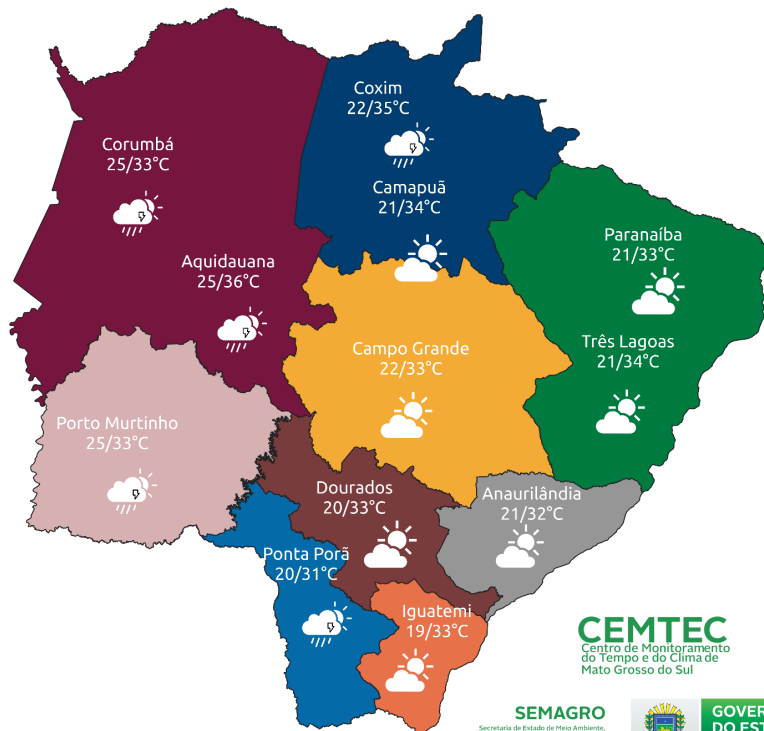 Coxim
22/35°C
Corumbá
25/33°C
Camapuã
21/34°C
Paranaíba
21/33°C
Aquidauana
25/36°C
Três Lagoas
21/34°C
Campo Grande
22/33°C
Porto Murtinho
25/33°C
Dourados
20/33°C
Anaurilândia
21/32°C
Ponta Porã
20/31°C
Iguatemi
19/33°C
CEMTEC
Centro de Monitoramento
do Tempo e do Clima de
Mato Grosso do Sul
SEMAGRO
Secretaria de Estado de Meio Ambiente,
GOVER
DO EST